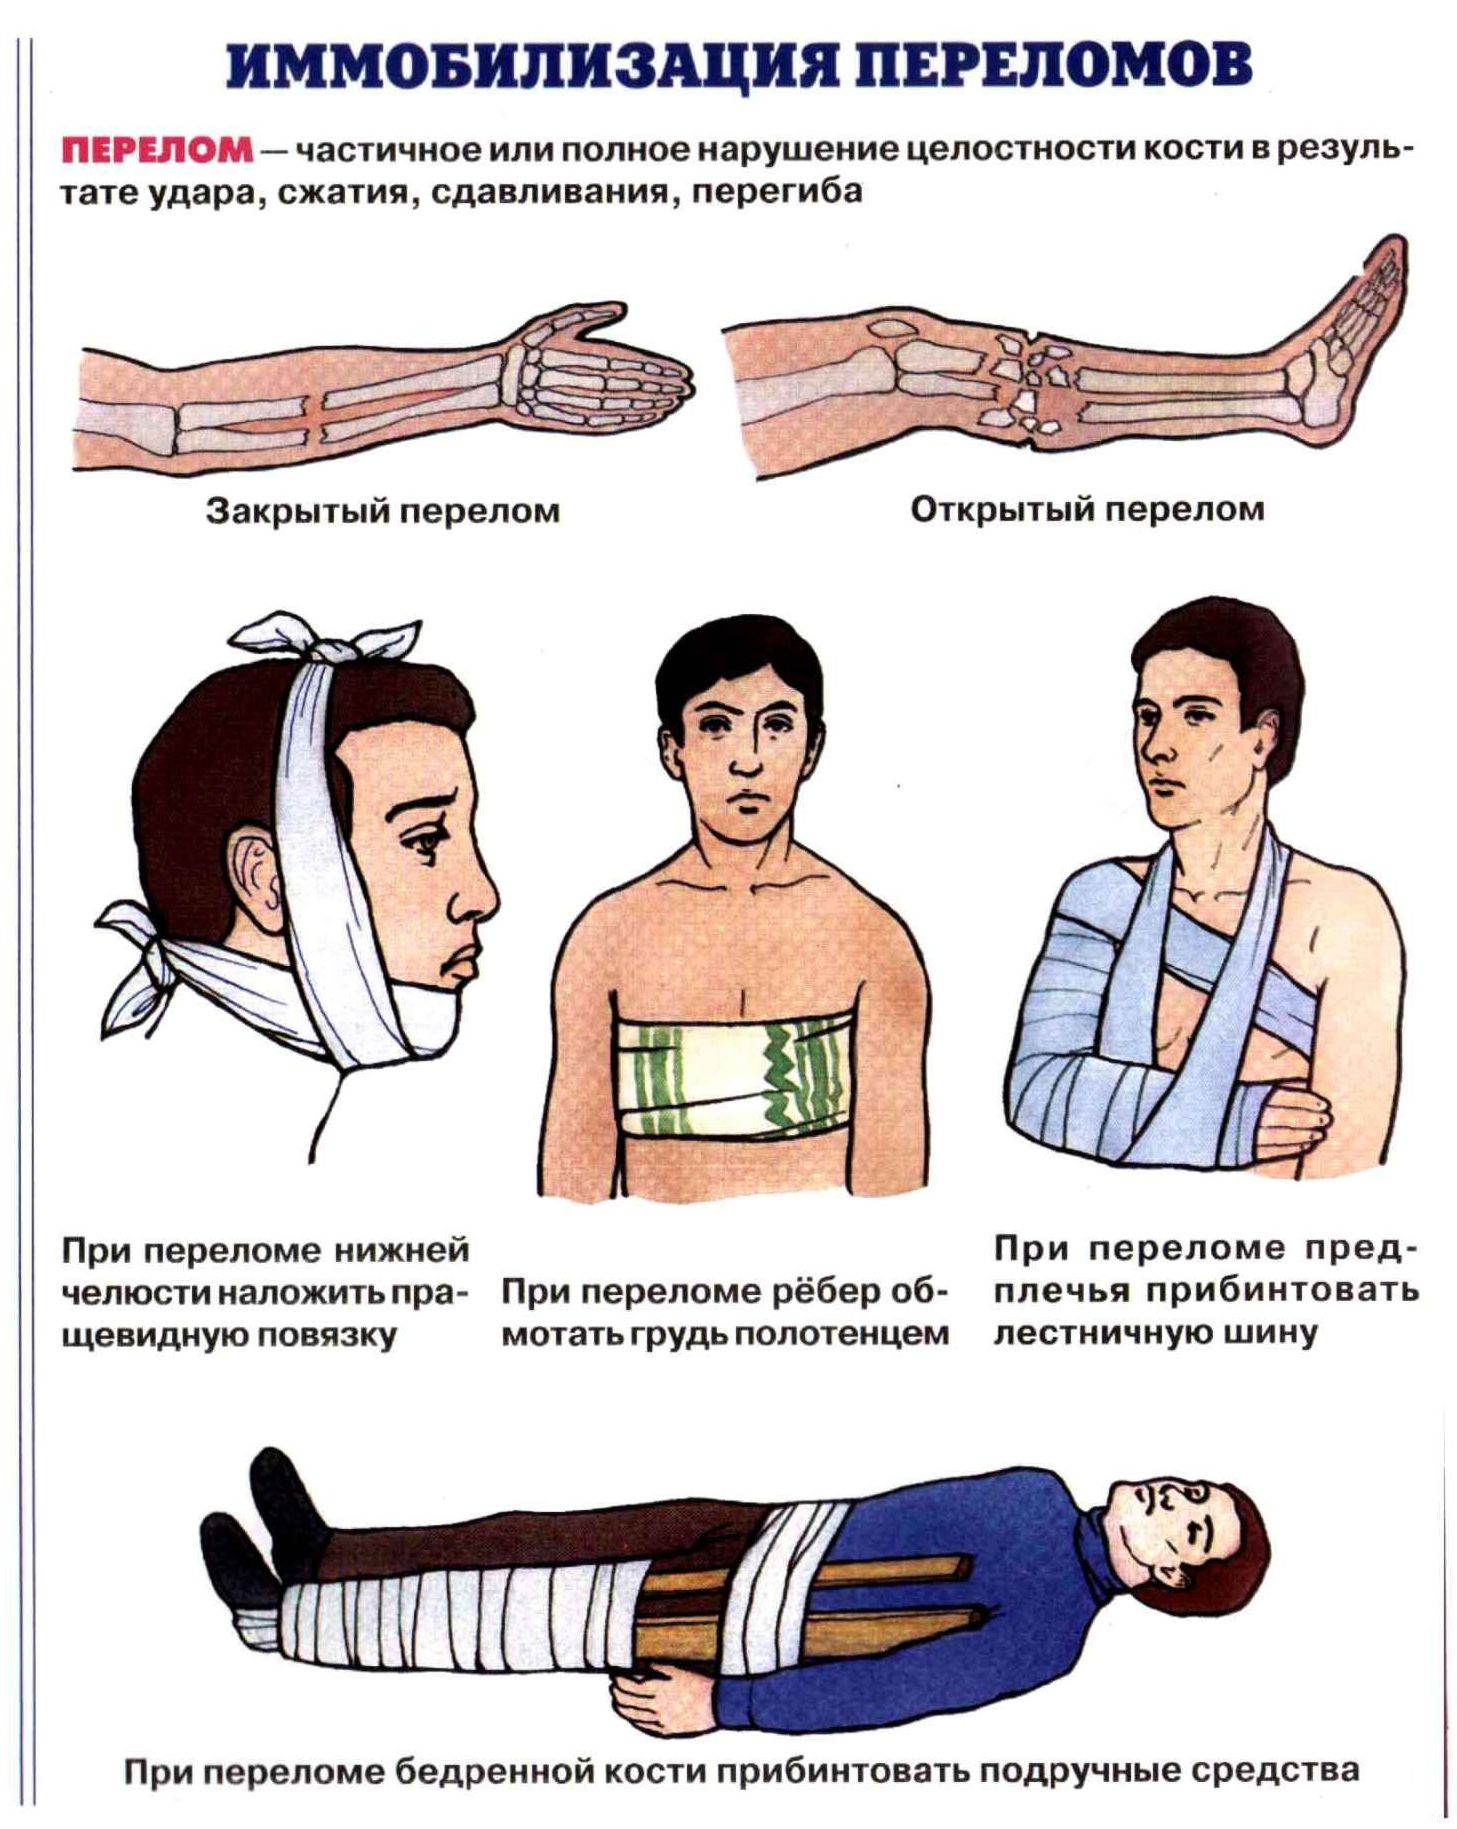 ИММОБИЛИЗАЦИЯ ПЕРЕЛОМОВ
ПЕРЕЛОМ — частичное или полное нарушение целостности кости в резуль-
тате удара, сжатия, сдавливания, перегиба
Закрытый перелом
Открытый перелом
При переломе нижней
челюсти наложить пра-
щевидную повязку
При переломе рёбер об-
мотать грудь полотенцем
При переломе пред-
плечья прибинтовать
лестничную шину
При переломе бедренной кости прибинтовать подручные средства